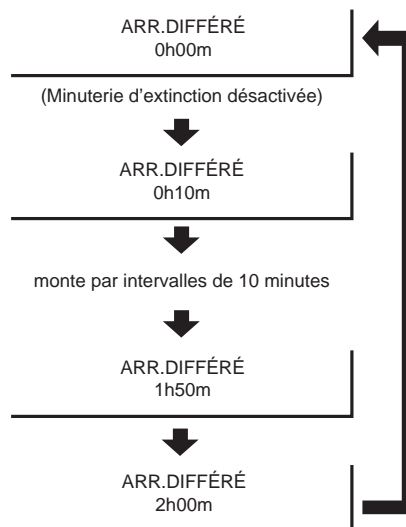 ARR.DIFFÉRÉ
0h00m
(Minuterie d'extinction désactivée)
ARR.DIFFÉRÉ
0h10m
monte par intervalles de 10 minutes
ARR.DIFFÉRÉ
1h50m
ARR.DIFFÉRÉ
2h00m